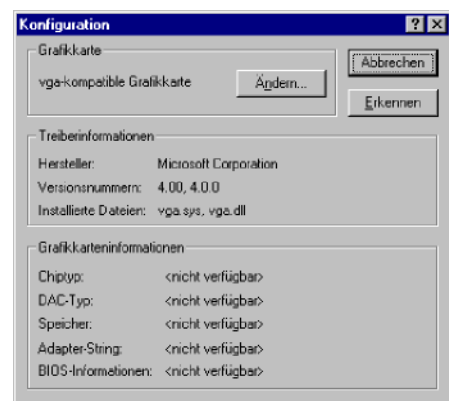 Konfiguration
Grafikkarte
vga-kompatible Grafikkarte
Ändern...
Abbrechen
Erkennen
Treiberinformationen
Hersteller: Microsoft Corporation
Versionsnummern: 4.00, 4.0.0
Installierte Dateien: vga.sys, vga.dll
Grafikkarteninformationen
Chiptyp: <nicht verfügbar>
DAC-Typ: <nicht verfügbar>
Speicher: <nicht verfügbar>
Adapter-String: <nicht verfügbar>
BIOS-Informationen: <nicht verfügbar>